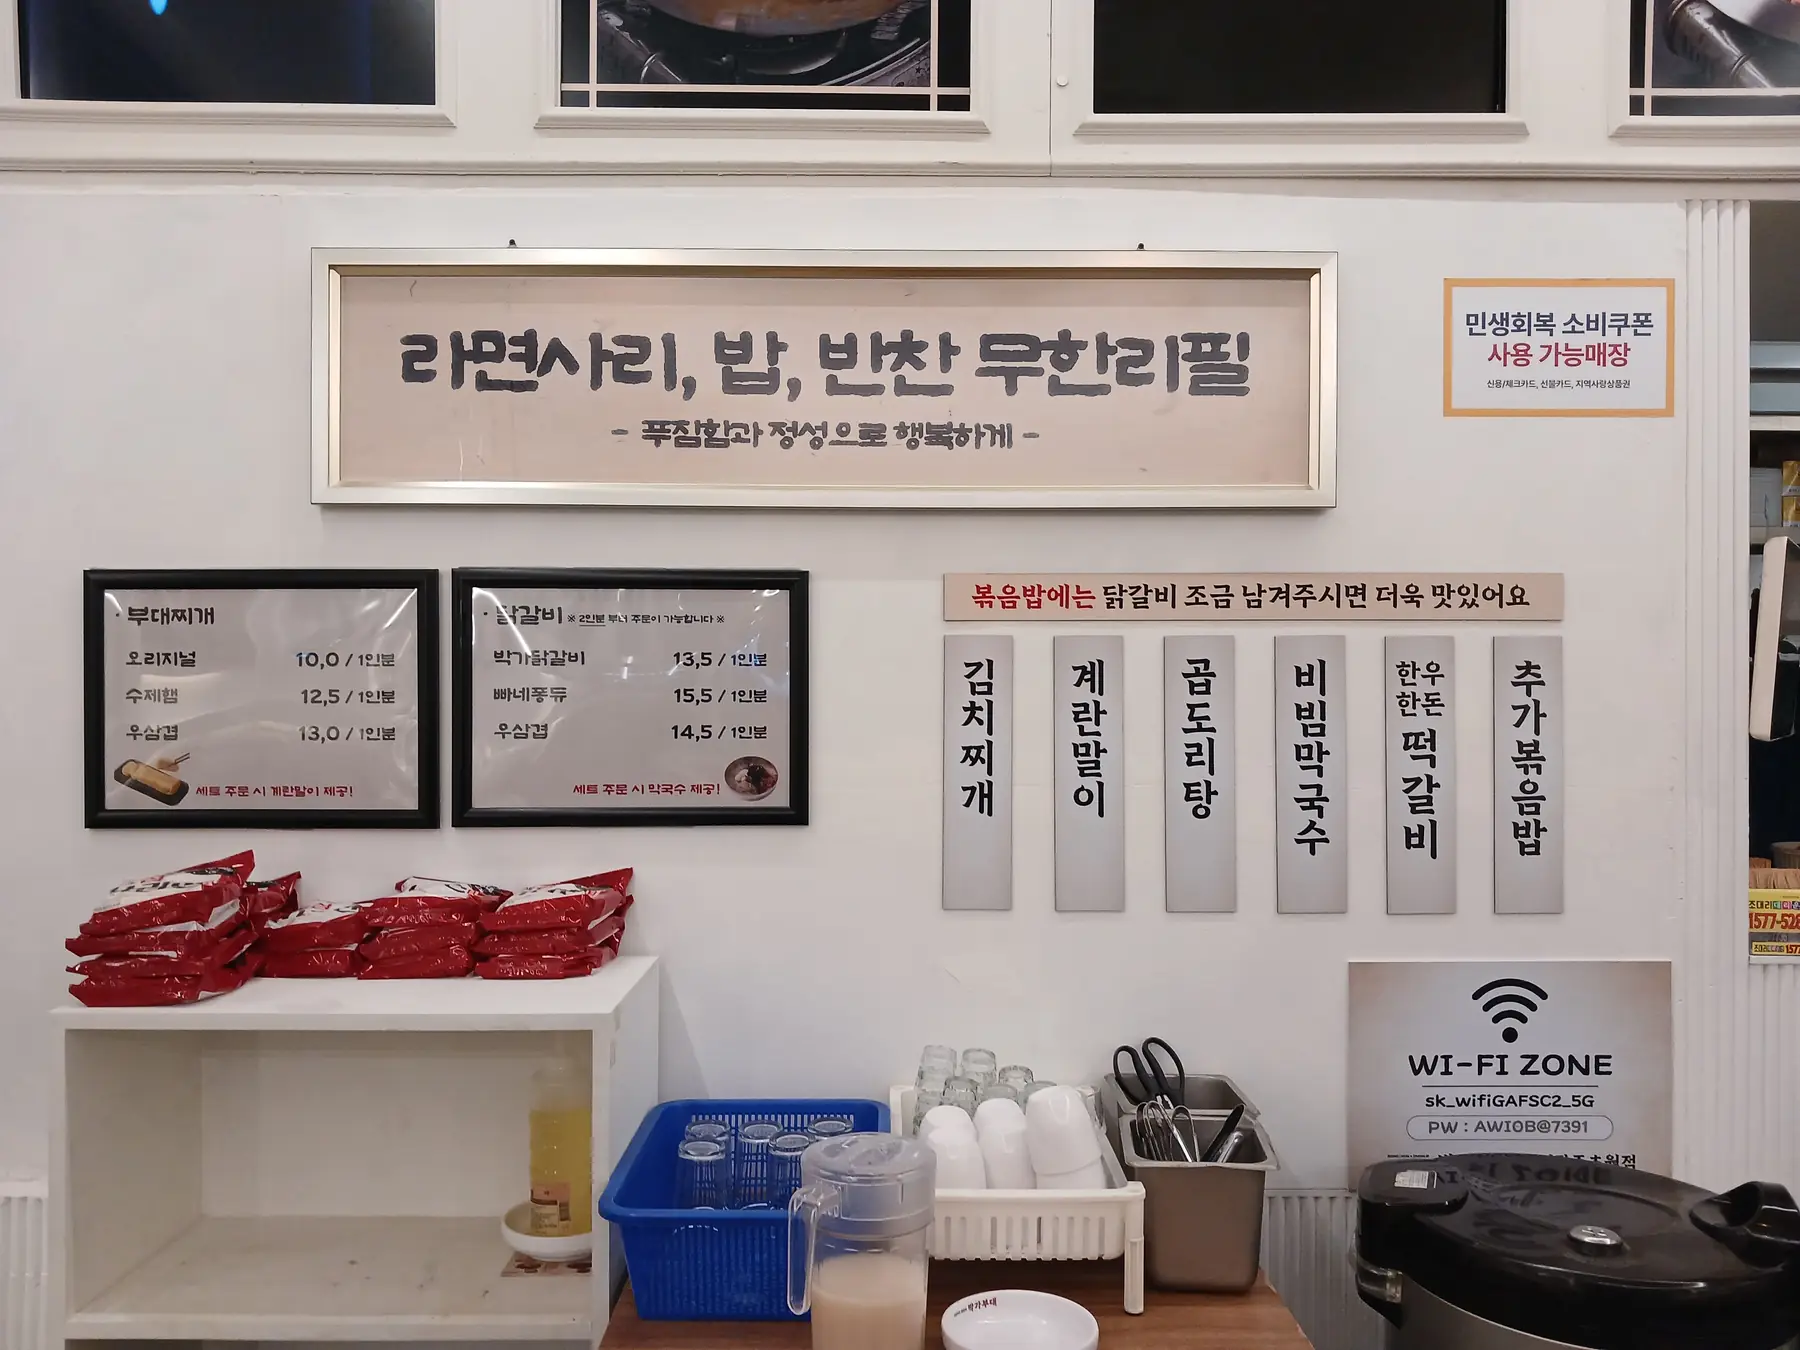 라면사리, 밥, 반찬 무한리필
- 푸짐함과 정성으로 행복하게 -
민생회복 소비쿠폰
사용 가능매장
신용/체크카드, 선불카드, 지역사랑상품권
· 부대찌개
오리지널 10,0 / 1인분
수제햄 12,5 / 1인분
우삼겹 13,0 / 1인분
세트 주문 시 계란말이 제공!
· 닭갈비 ※ 2인분 부터 주문이 가능합니다 ※
박가닭갈비 13,5 / 1인분
빠네퐁듀 15,5 / 1인분
우삼겹 14,5 / 1인분
세트 주문 시 막국수 제공!
볶음밥에는 닭갈비 조금 남겨주시면 더욱 맛있어요
김치찌개
계란말이
곱도리탕
비빔막국수
한우
한돈
떡갈비
추가볶음밥
WI-FI ZONE
sk_wifiGAFSC2_5G
PW : AWI0B@7391
박가부대
1577-528